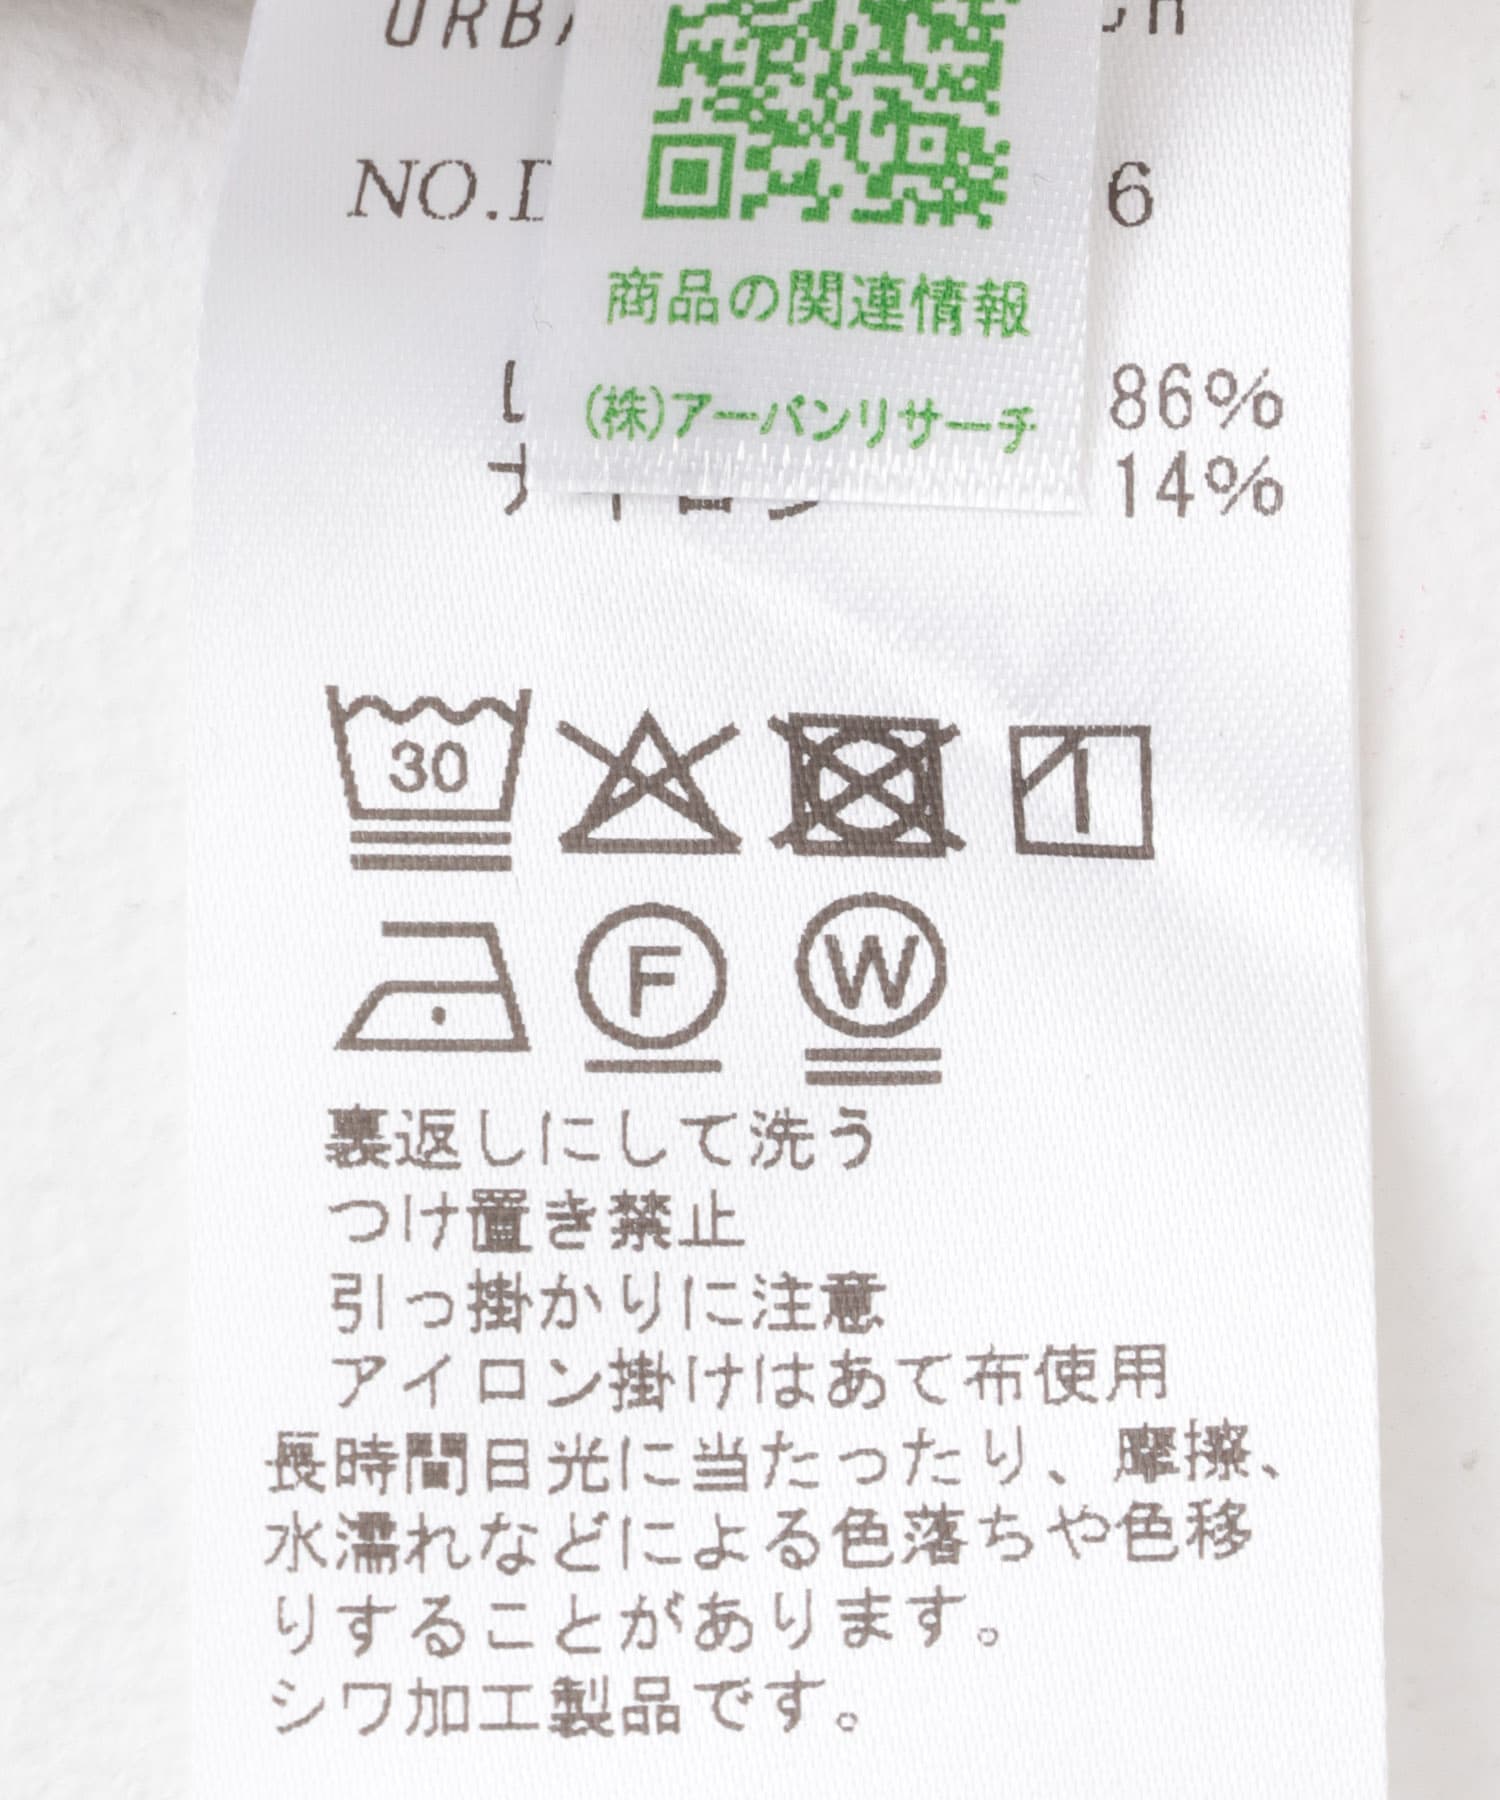 商品の関連情報
(株)アーバンリサーチ
86%
14%
30
F
W
裏返しにして洗う
つけ置き禁止
引っ掛かりに注意
アイロン掛けはあて布使用
長時間日光に当たったり、摩擦、
水濡れなどによる色落ちや色移
りすることがあります。
シワ加工製品です。